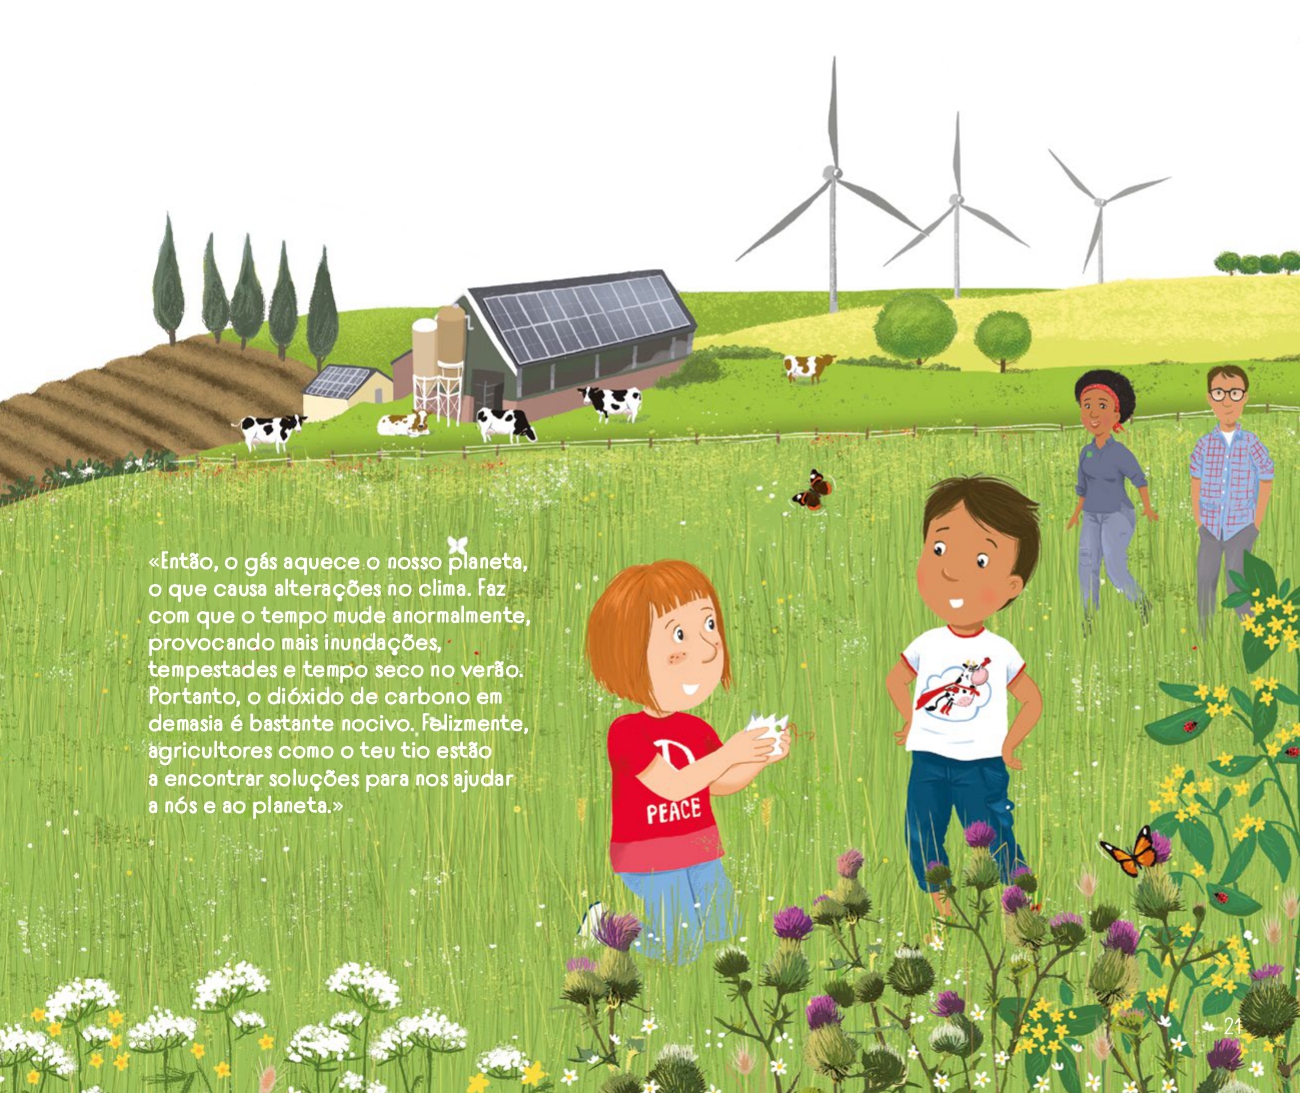 «Então, o gás aquece o nosso planeta,
o que causa alterações no clima. Faz
com que o tempo mude anormalmente,
provocando mais inundações,
tempestades e tempo seco no verão.
Portanto, o dióxido de carbono em
demasia é bastante nocivo. Felizmente,
agricultores como o teu tio estão
a encontrar soluções para nos ajudar
a nós e ao planeta.»
PEACE
21